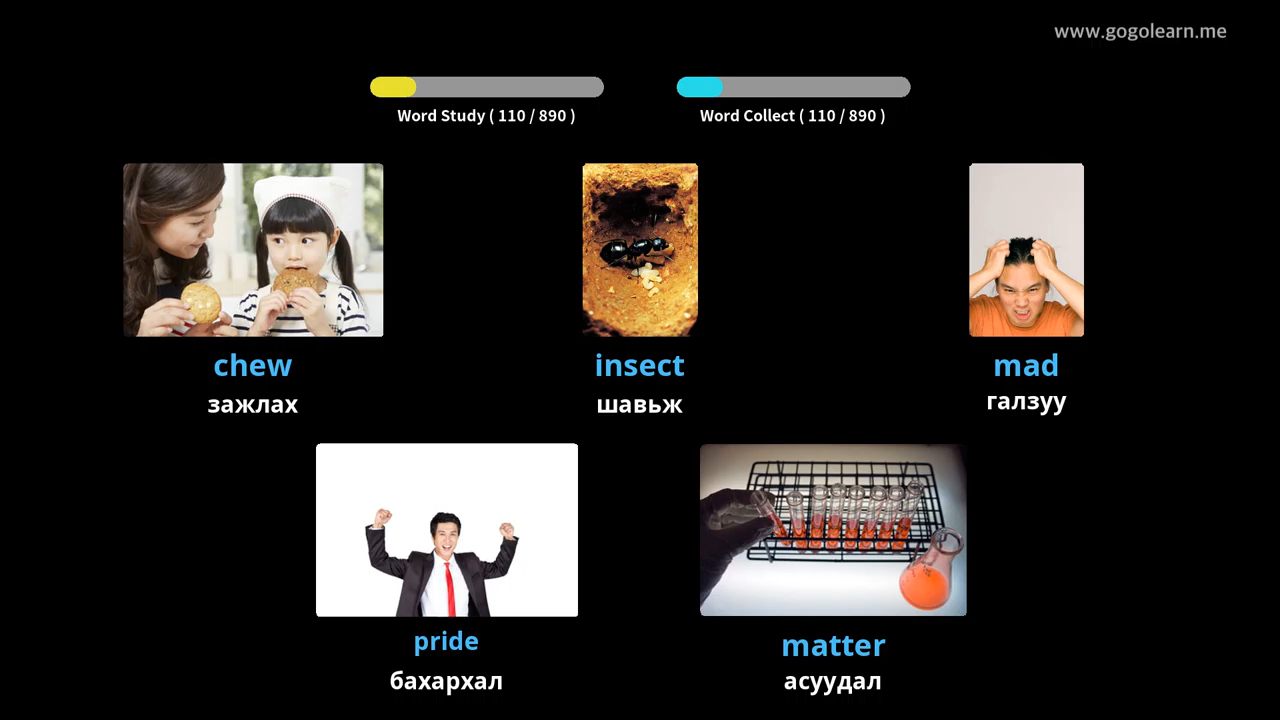 www.gogolearn.me
Word Study ( 110 / 890 )
Word Collect ( 110 / 890 )
chew
зажлах
insect
шавьж
mad
галзуу
pride
бахархал
matter
асуудал